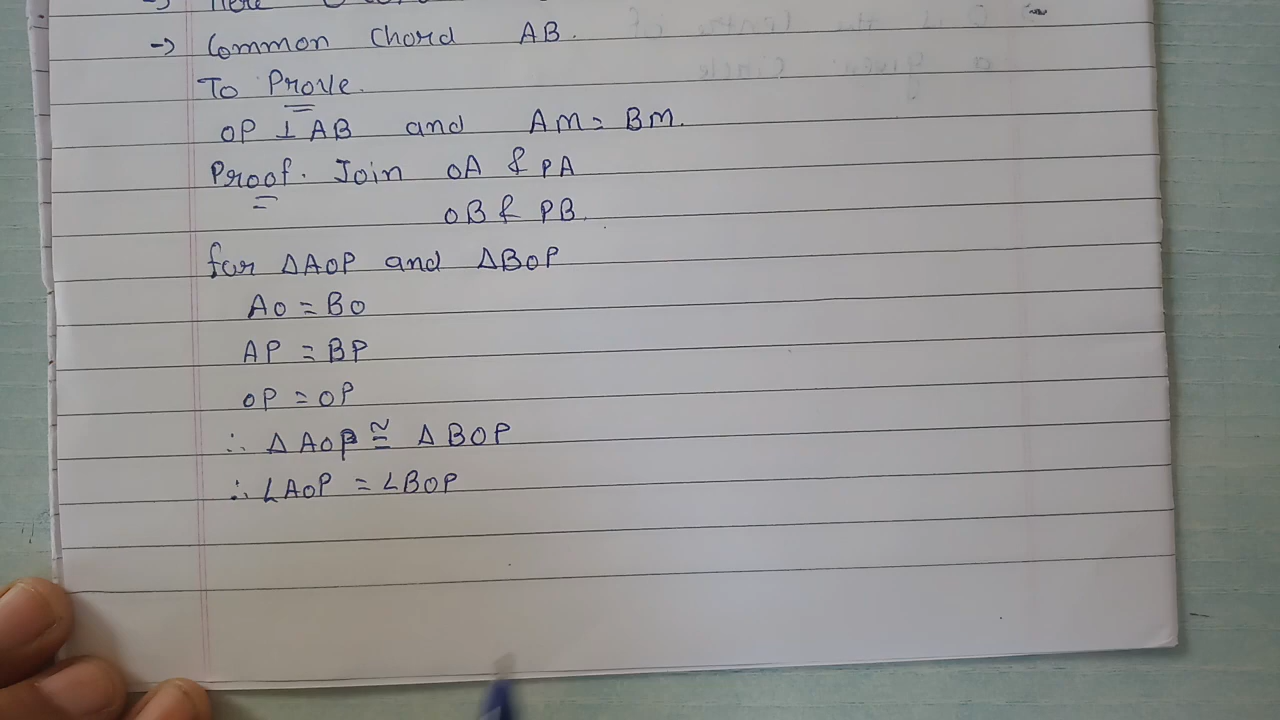 → Here
→ Common Chord AB.
To Prove.
OP ⊥ AB and AM = BM.
Proof. Join OA & PA
OB & PB.
for ΔAOP and ΔBOP
AO = BO
AP = BP
OP = OP
∴ ΔAOP ≅ ΔBOP
∴ ∠AOP = ∠BOP